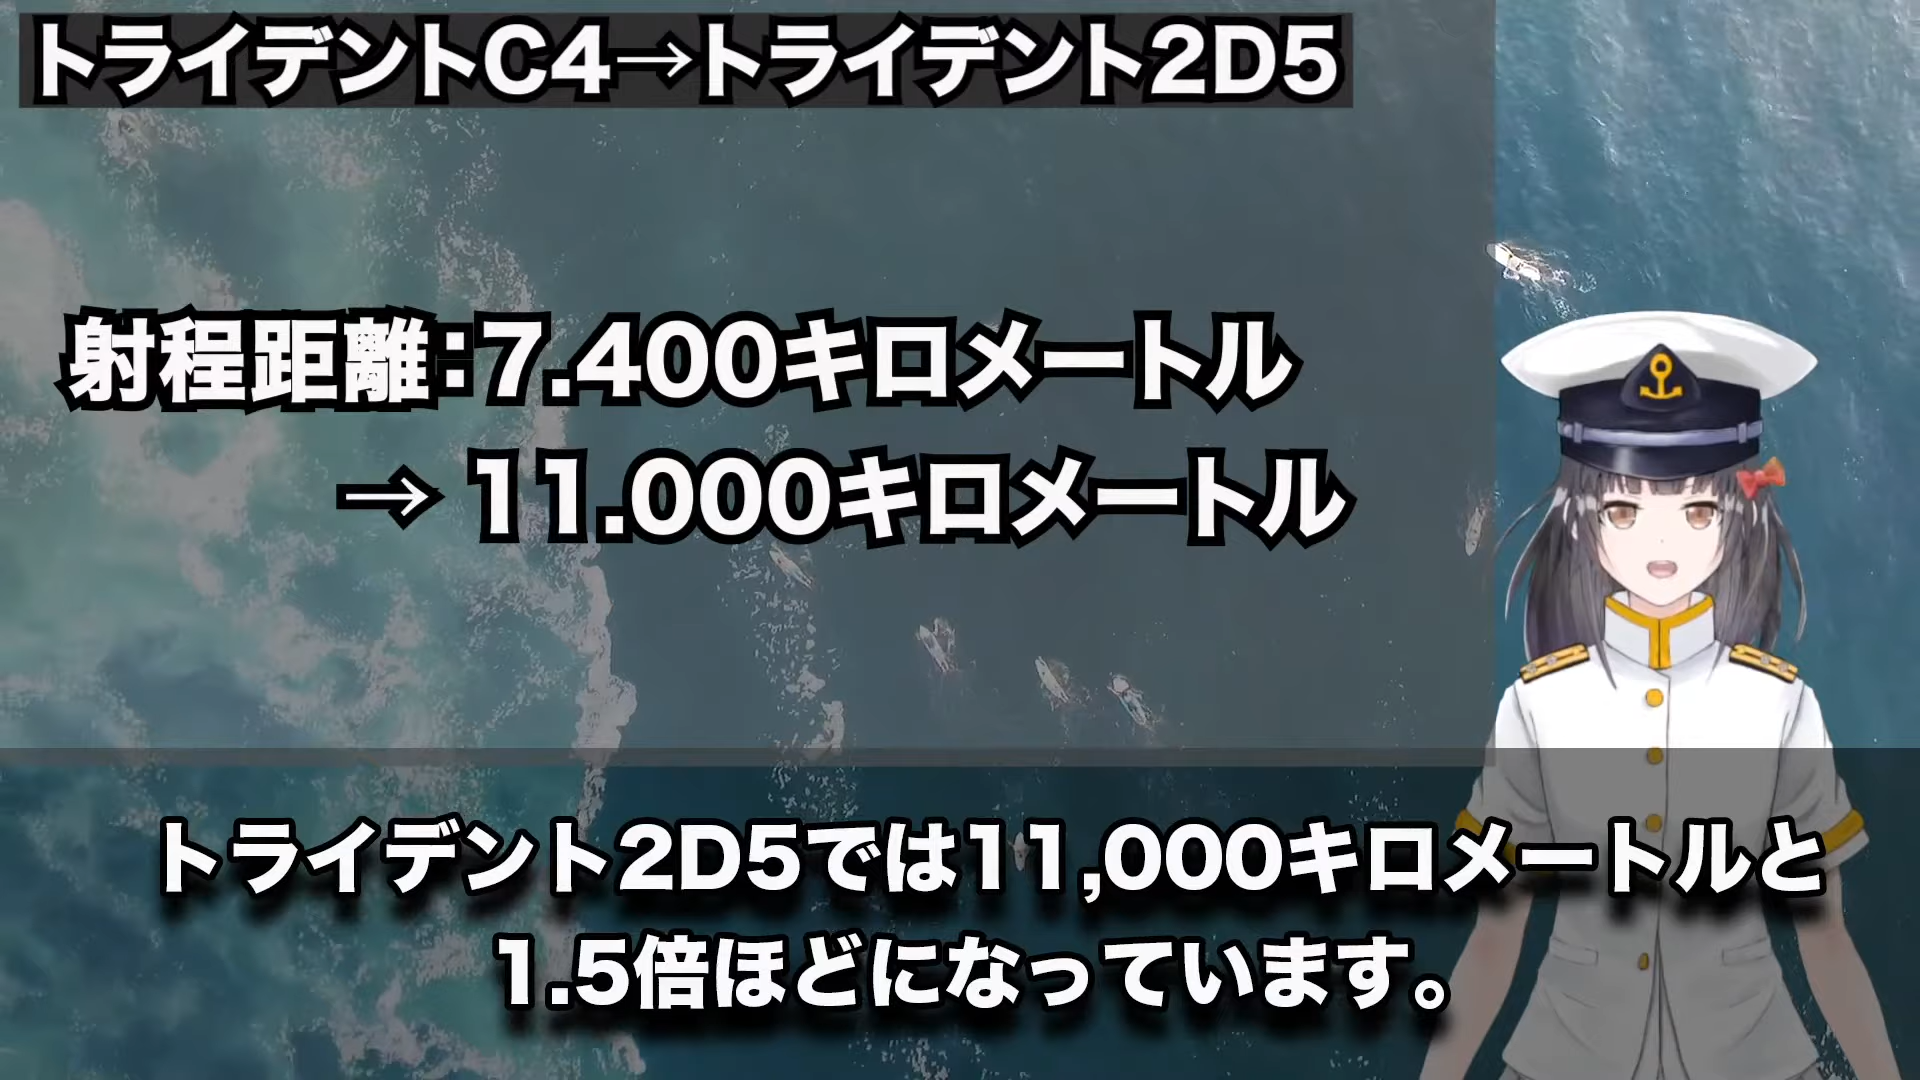 トライデントC4→トライデント2D5
射程距離:7.400キロメートル
→ 11.000キロメートル
トライデント2D5では11,000キロメートルと
1.5倍ほどになっています。